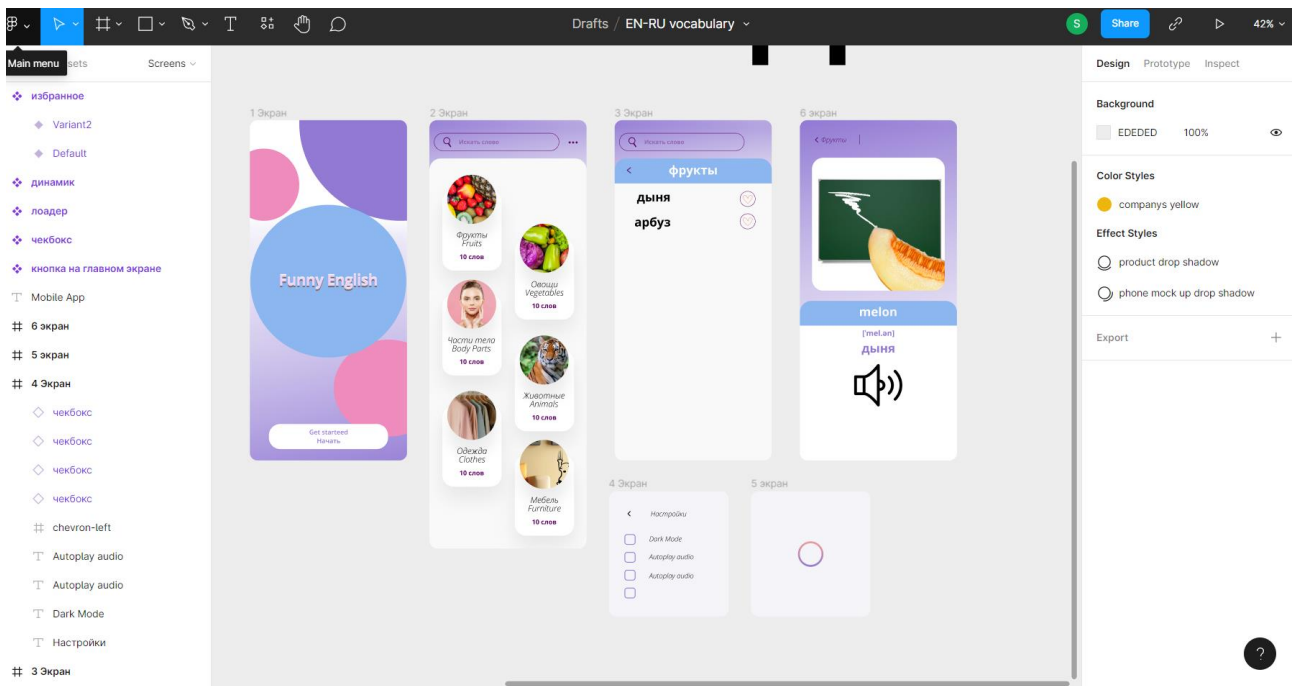 Drafts / EN-RU vocabulary
S
Share
42%
Main menu
sets
Screens
избранное
Variant2
Default
динамик
лоадер
чекбокс
кнопка на главном экране
Mobile App
6 экран
5 экран
4 Экран
чекбокс
чекбокс
чекбокс
чекбокс
chevron-left
Autoplay audio
Autoplay audio
Dark Mode
Настройки
3 Экран
1 Экран
Funny English
Get starteed
Начать
2 Экран
Искать слово
Фрукты
Fruits
10 слов
Овощи
Vegetables
10 слов
Части тела
Body Parts
10 слов
Животные
Animals
10 слов
Одежда
Clothes
10 слов
Мебель
Furniture
10 слов
3 Экран
Искать слово
фрукты
дыня
арбуз
6 экран
Фрукты
melon
['mel.ən]
дыня
4 Экран
Настройки
Dark Mode
Autoplay audio
Autoplay audio
5 экран
Design Prototype Inspect
Background
EDEDED 100%
Color Styles
companys yellow
Effect Styles
product drop shadow
phone mock up drop shadow
Export
?